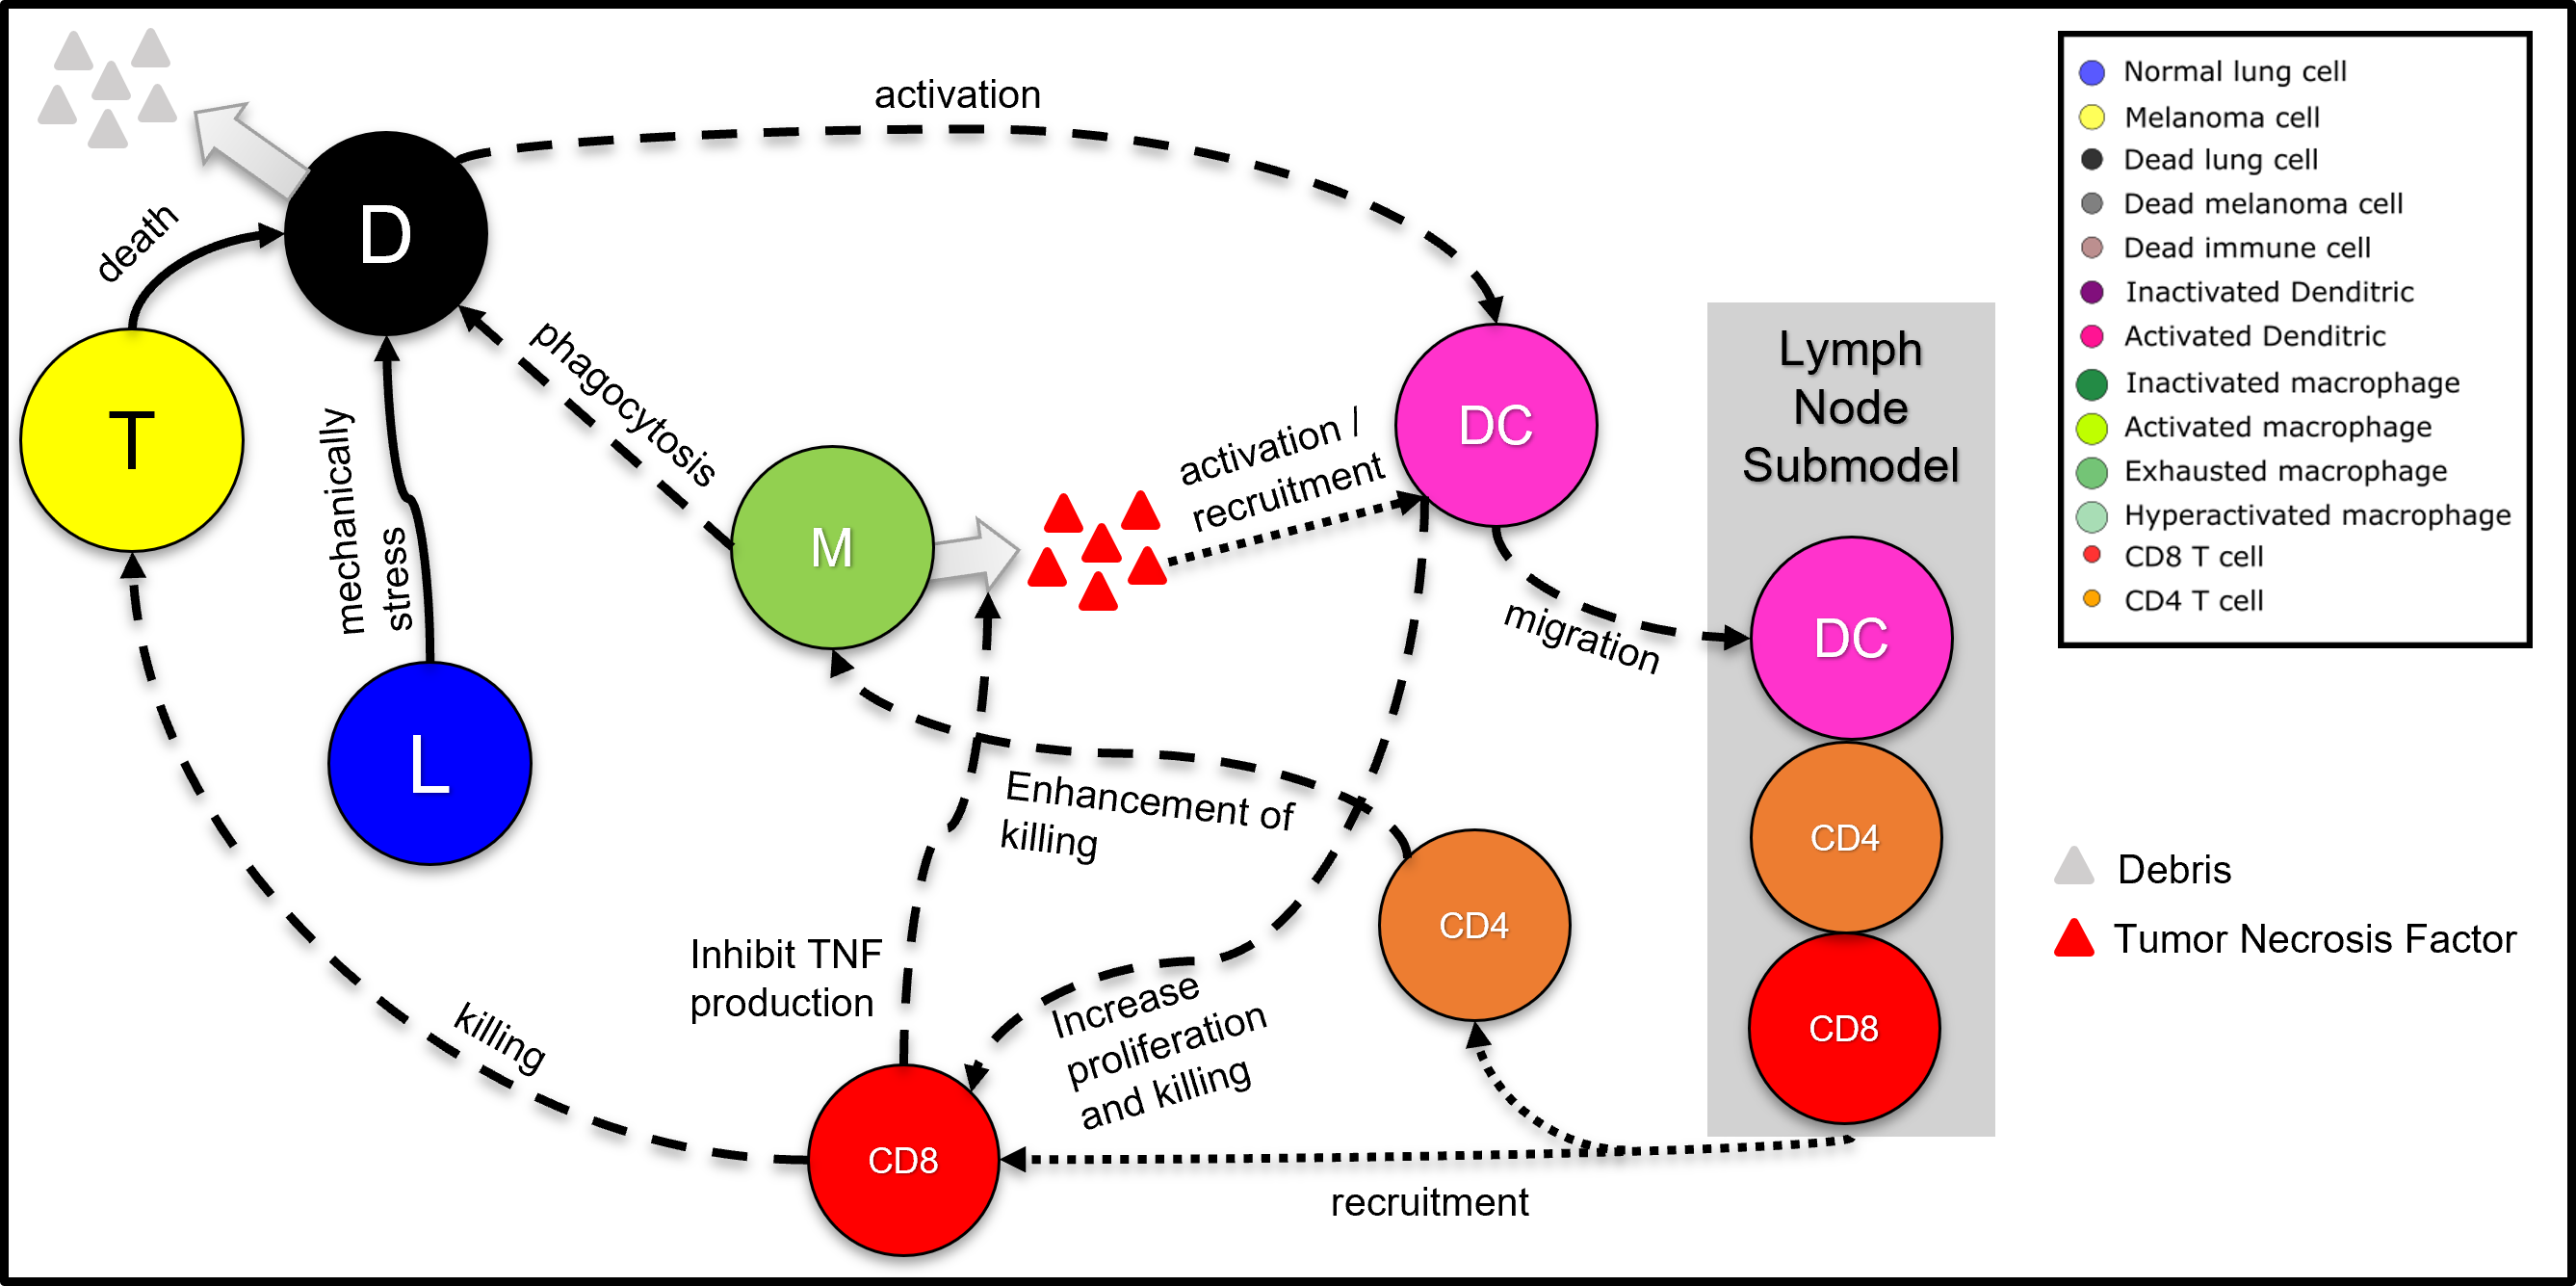 activation
D
death
phagocytosis
T
mechanically
stress
M
activation /
recruitment
DC
migration
L
Enhancement of
killing
Inhibit TNF
production
killing
Increase
proliferation
and killing
CD4
CD8
recruitment
Lymph
Node
Submodel
DC
CD4
CD8
Normal lung cell
Melanoma cell
Dead lung cell
Dead melanoma cell
Dead immune cell
Inactivated Denditric
Activated Denditric
Inactivated macrophage
Activated macrophage
Exhausted macrophage
Hyperactivated macrophage
CD8 T cell
CD4 T cell
Debris
Tumor Necrosis Factor